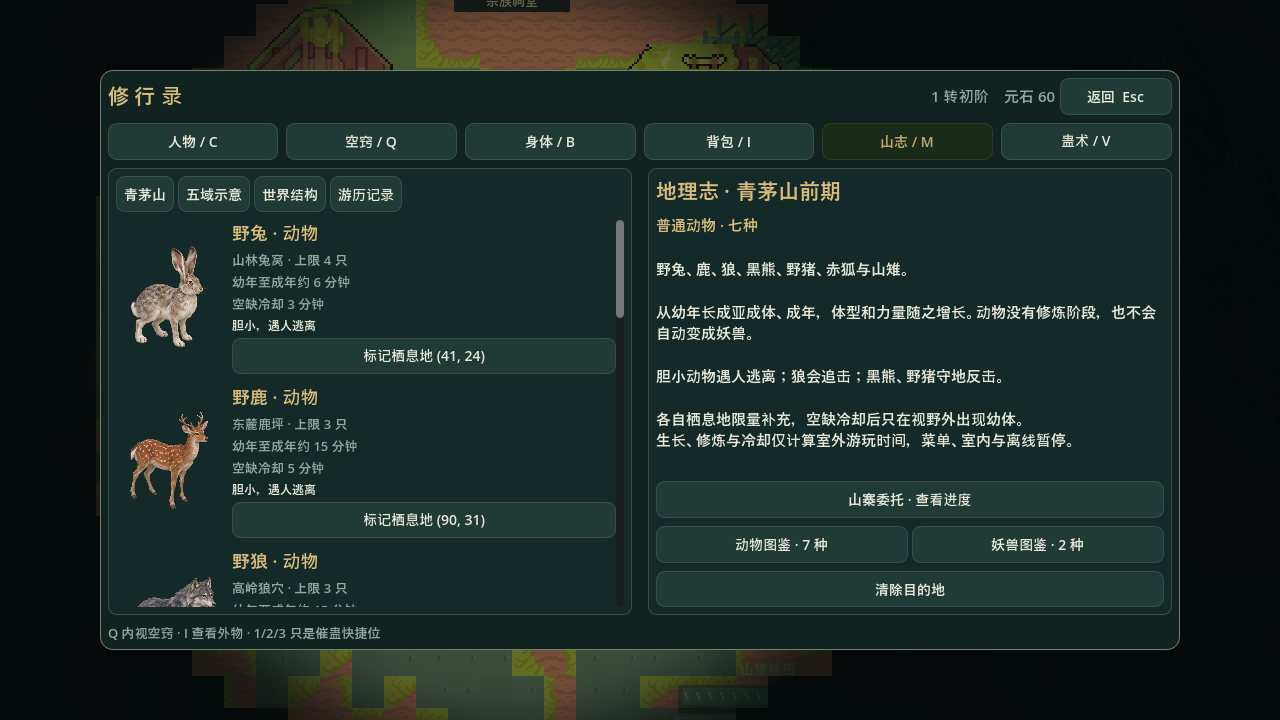 宗族祠堂
修行录
1 转初阶 元石 60 返回 Esc
人物 / C 空窍 / Q 身体 / B 背包 / I 山志 / M 蛊术 / V
青茅山 五域示意 世界结构 游历记录
野兔 · 动物
山林兔窝 · 上限 4 只
幼年至成年约 6 分钟
空缺冷却 3 分钟
胆小，遇人逃离
标记栖息地 (41, 24)
野鹿 · 动物
东麓鹿坪 · 上限 3 只
幼年至成年约 15 分钟
空缺冷却 5 分钟
胆小，遇人逃离
标记栖息地 (90, 31)
野狼 · 动物
高岭狼穴 · 上限 3 只
地理志 · 青茅山前期
普通动物 · 七种
野兔、鹿、狼、黑熊、野猪、赤狐与山雉。
从幼年长成亚成体、成年，体型和力量随之增长。动物没有修炼阶段，也不会
自动变成妖兽。
胆小动物遇人逃离；狼会追击；黑熊、野猪守地反击。
各自栖息地限量补充，空缺冷却后只在视野外出现幼体。
生长、修炼与冷却仅计算室外游玩时间，菜单、室内与离线暂停。
山寨委托 · 查看进度
动物图鉴 · 7 种 妖兽图鉴 · 2 种
清除目的地
Q 内视空窍 · I 查看外物 · 1/2/3 只是催蛊快捷位